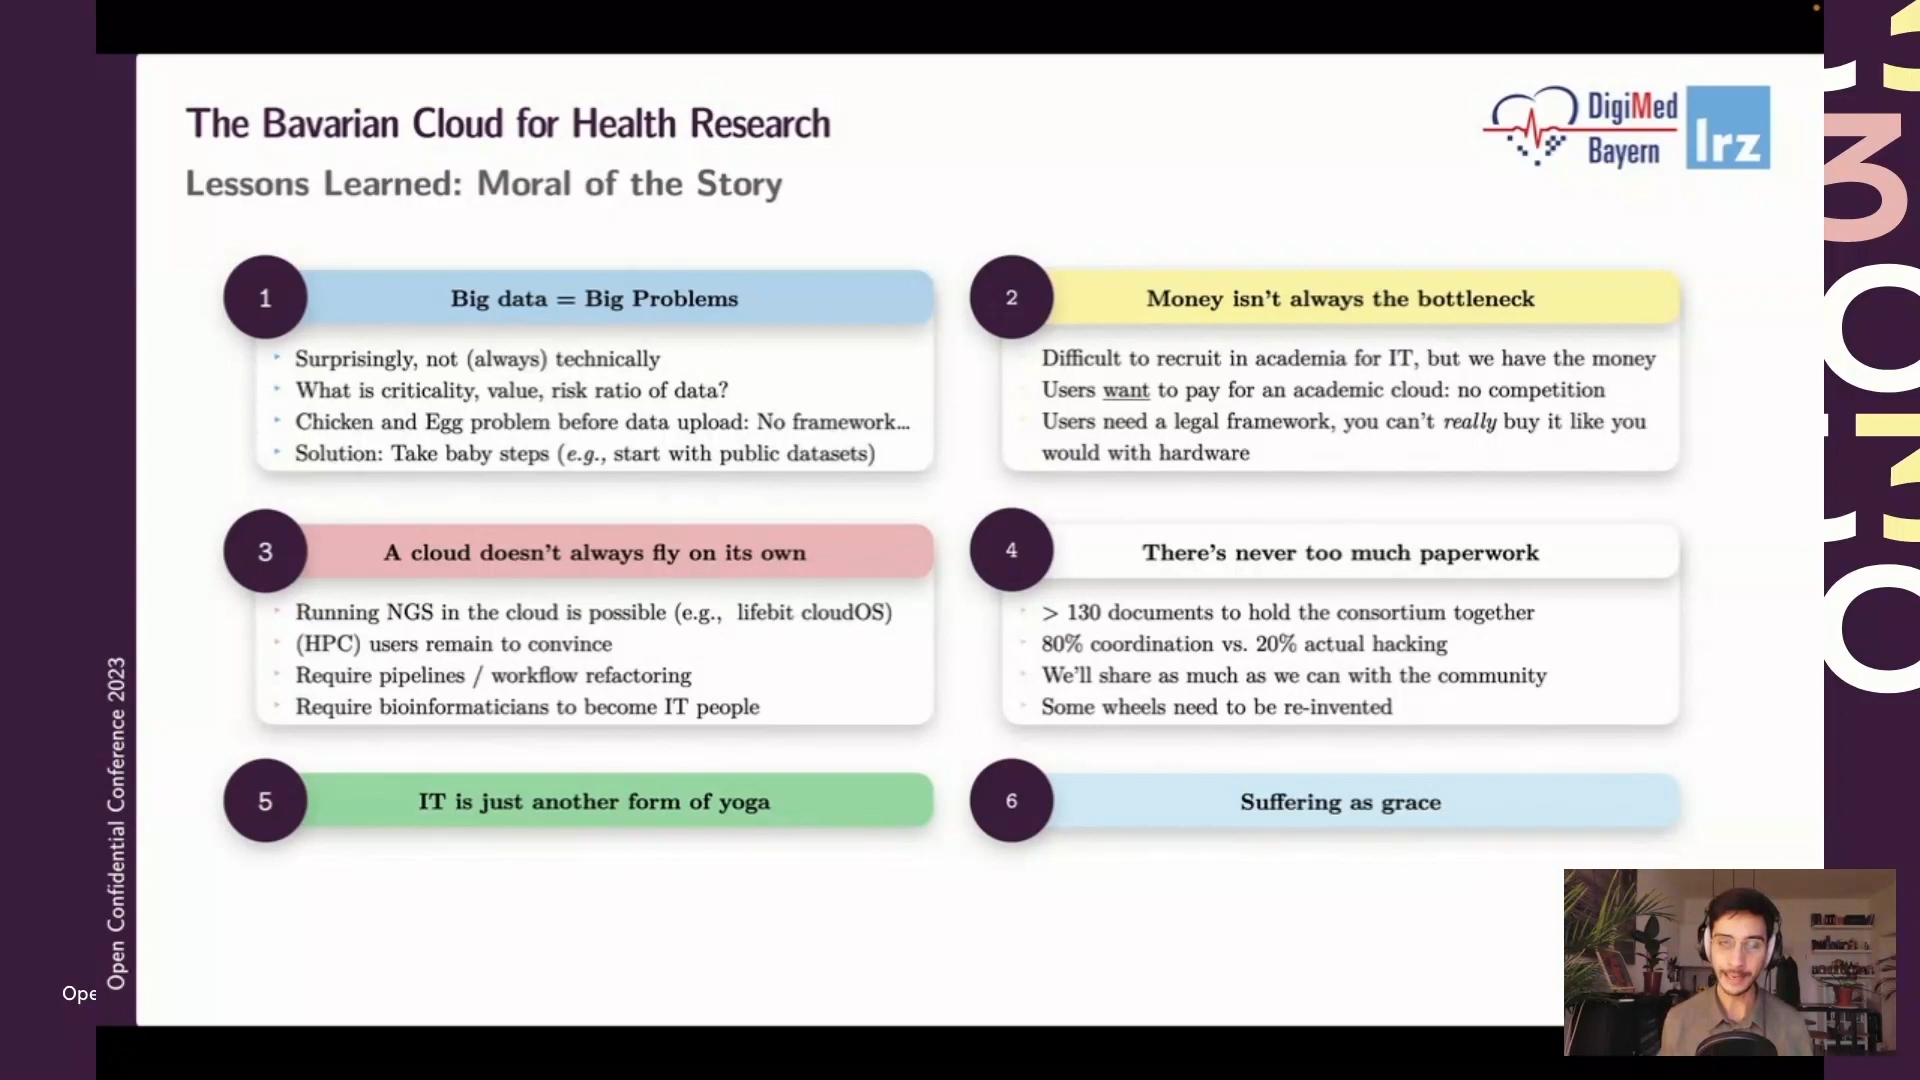 The Bavarian Cloud for Health Research
Lessons Learned: Moral of the Story
DigiMed
Bayern
lrz
1
Big data = Big Problems
Surprisingly, not (always) technically
What is criticality, value, risk ratio of data?
Chicken and Egg problem before data upload: No framework...
Solution: Take baby steps (e.g., start with public datasets)
2
Money isn't always the bottleneck
Difficult to recruit in academia for IT, but we have the money
Users want to pay for an academic cloud: no competition
Users need a legal framework, you can't really buy it like you
would with hardware
3
A cloud doesn't always fly on its own
Running NGS in the cloud is possible (e.g., lifebit cloudOS)
(HPC) users remain to convince
Require pipelines / workflow refactoring
Require bioinformaticians to become IT people
4
There's never too much paperwork
> 130 documents to hold the consortium together
80% coordination vs. 20% actual hacking
We'll share as much as we can with the community
Some wheels need to be re-invented
5
IT is just another form of yoga
6
Suffering as grace
Open Confidential Conference 2023
Ope